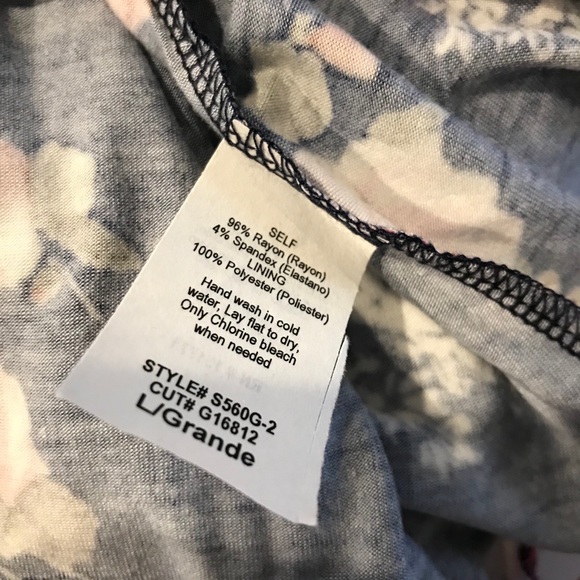 SELF
96% Rayon (Rayon)
4% Spandex (Elastano)
LINING
100% Polyester (Poliester)
Hand wash in cold
water, Lay flat to dry,
Only Chlorine bleach
when needed
STYLE# S560G-2
CUT# G16812
L/Grande